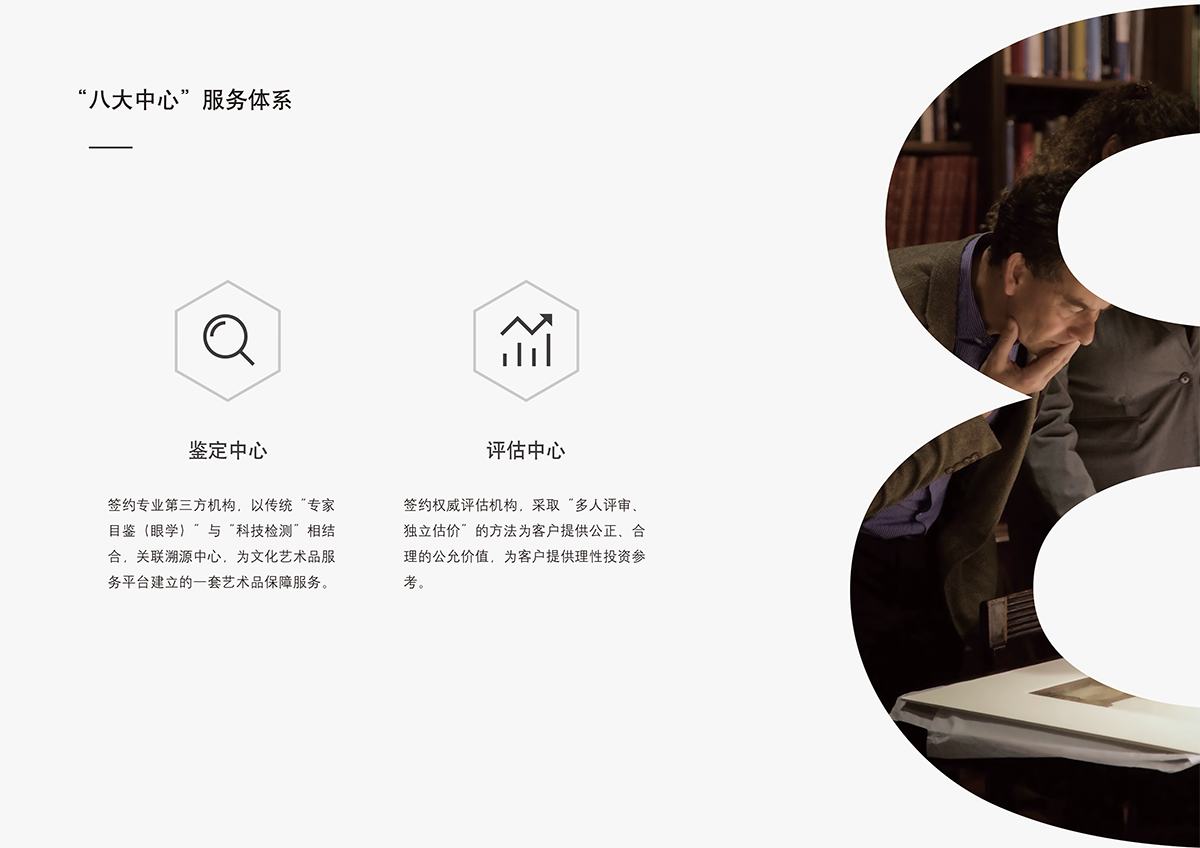 “八大中心”服务体系
鉴定中心
签约专业第三方机构，以传统“专家
目鉴（眼学）”与“科技检测”相结
合，关联溯源中心，为文化艺术品服
务平台建立的一套艺术品保障服务。
评估中心
签约权威评估机构，采取“多人评审、
独立估价”的方法为客户提供公正、合
理的公允价值，为客户提供理性投资参
考。
8